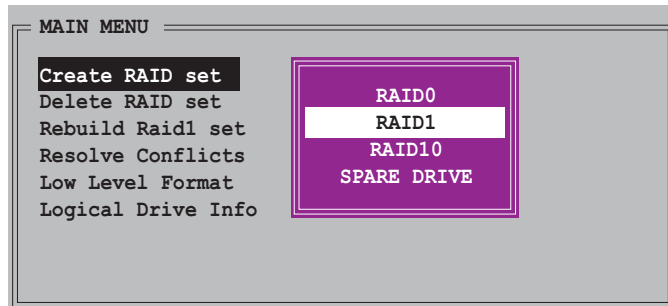 MAIN MENU
Create RAID set
Delete RAID set
Rebuild Raid1 set
Resolve Conflicts
Low Level Format
Logical Drive Info
RAID0
RAID1
RAID10
SPARE DRIVE